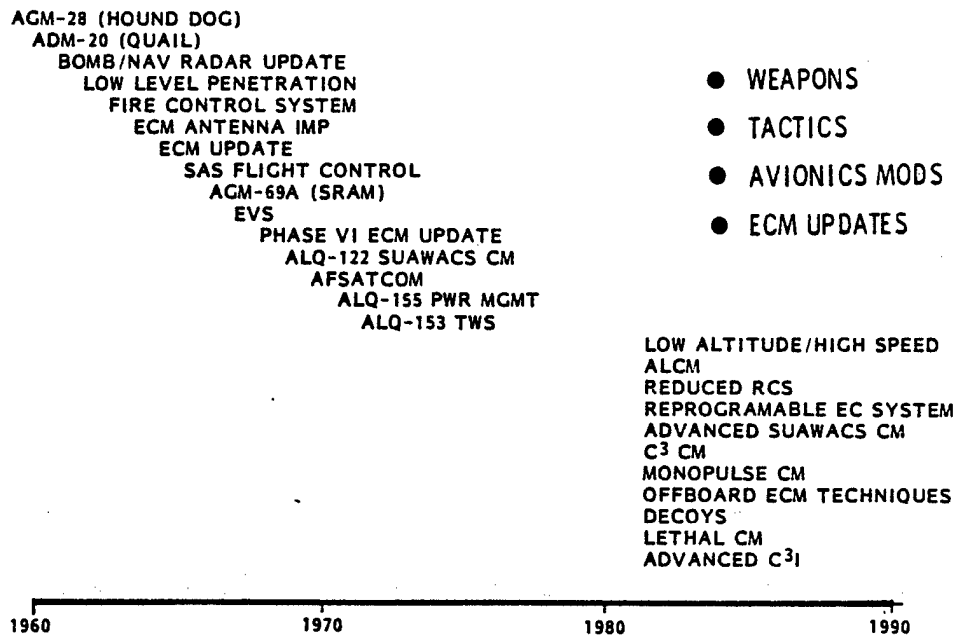 AGM-28 (HOUND DOG)
ADM-20 (QUAIL)
BOMB/NAV RADAR UPDATE
LOW LEVEL PENETRATION
FIRE CONTROL SYSTEM
ECM ANTENNA IMP
ECM UPDATE
SAS FLIGHT CONTROL
AGM-69A (SRAM)
EVS
PHASE VI ECM UPDATE
ALQ-122 SUAWACS CM
AFSATCOM
ALQ-155 PWR MGMT
ALQ-153 TWS
● WEAPONS
● TACTICS
● AVIONICS MODS
● ECM UPDATES
LOW ALTITUDE/HIGH SPEED
ALCM
REDUCED RCS
REPROGRAMABLE EC SYSTEM
ADVANCED SUAWACS CM
C³ CM
MONOPULSE CM
OFFBOARD ECM TECHNIQUES
DECOYS
LETHAL CM
ADVANCED C³I
1960 1970 1980 1990